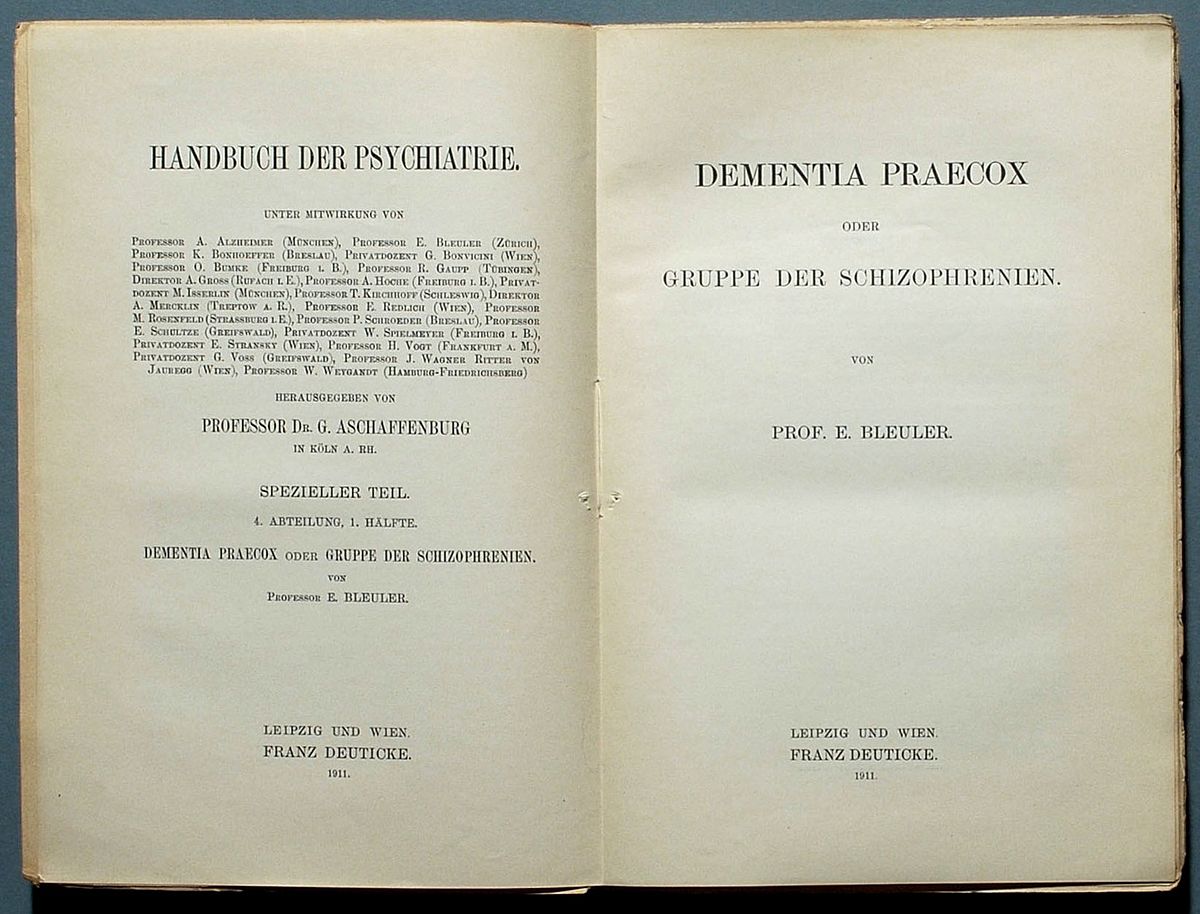 HANDBUCH DER PSYCHIATRIE.
UNTER MITWIRKUNG VON
PROFESSOR A. ALZHEIMER (MÜNCHEN), PROFESSOR E. BLEULER (ZÜRICH),
PROFESSOR K. BONHOEFFER (BRESLAU), PRIVATDOZENT G. BONVICINI (WIEN),
PROFESSOR O. BUMKE (FREIBURG I. B.), PROFESSOR R. GAUPP (TÜBINGEN),
DIREKTOR A. GROSS (RUFACH I. E.), PROFESSOR A. HOCHE (FREIBURG I. B.), PRIVAT-
DOZENT M. ISSERLIN (MÜNCHEN), PROFESSOR T. KIRCHHOFF (SCHLESWIG), DIREKTOR
A. MERCKLIN (TREPTOW A. R.), PROFESSOR E. REDLICH (WIEN), PROFESSOR
M. ROSENFELD (STRASSBURG I. E.), PROFESSOR P. SCHROEDER (BRESLAU), PROFESSOR
E. SCHULTZE (GREIFSWALD), PRIVATDOZENT W. SPIELMEYER (FREIBURG I. B.),
PRIVATDOZENT E. STRANSKY (WIEN), PROFESSOR H. VOGT (FRANKFURT A. M.),
PRIVATDOZENT G. VOSS (GREIFSWALD), PROFESSOR J. WAGNER RITTER VON
JAUREGG (WIEN), PROFESSOR W. WEYGANDT (HAMBURG-FRIEDRICHSBERG)
HERAUSGEGEBEN VON
PROFESSOR DR. G. ASCHAFFENBURG
IN KÖLN A. RH.
SPEZIELLER TEIL.
4. ABTEILUNG, 1. HÄLFTE.
DEMENTIA PRAECOX ODER GRUPPE DER SCHIZOPHRENIEN.
VON
PROFESSOR E. BLEULER.
LEIPZIG UND WIEN.
FRANZ DEUTICKE.
1911.
DEMENTIA PRAECOX
ODER
GRUPPE DER SCHIZOPHRENIEN.
VON
PROF. E. BLEULER.
LEIPZIG UND WIEN.
FRANZ DEUTICKE.
1911.